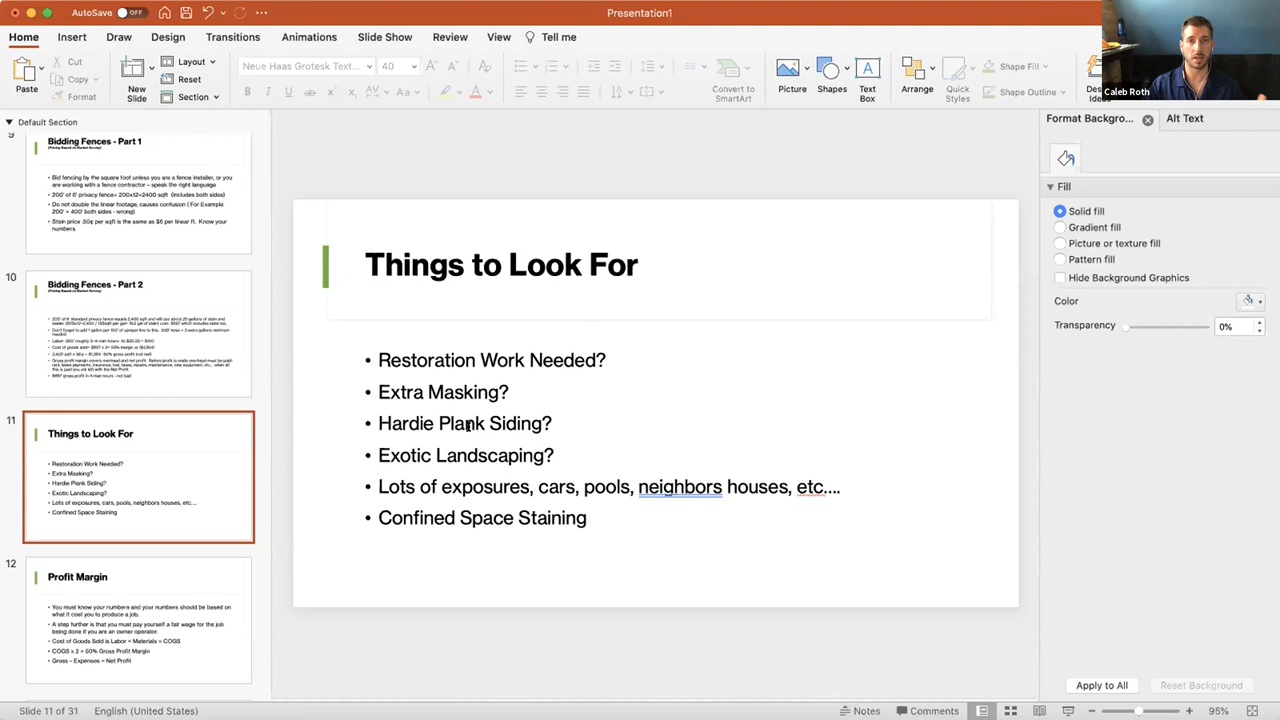 AutoSave OFF
Presentation1
Home Insert Draw Design Transitions Animations Slide Show Review View Tell me
Paste
Cut
Copy
Format
New Slide
Layout
Reset
Section
Neue Haas Grotesk Text... 40
Convert to SmartArt
Picture
Shapes
Text Box
Arrange
Quick Styles
Shape Fill
Shape Outline
Caleb Roth
Default Section
9
Bidding Fences - Part 1
(Pricing Based on Market Survey)
• Bid fencing by the square foot unless you are a fence installer, or you
are working with a fence contractor – speak the right language
• 200' of 6' privacy fence= 200x12=2400 sqft (includes both sides)
• Do not double the linear footage, causes confusion ( For Example
200' = 400' both sides - wrong)
• Stain price .50¢ per sqft is the same as $6 per linear ft. Know your
numbers.
10
Bidding Fences - Part 2
(Pricing Based on Market Survey)
11
Things to Look For
• Restoration Work Needed?
• Extra Masking?
• Hardie Plank Siding?
• Exotic Landscaping?
• Lots of exposures, cars, pools, neighbors houses, etc....
• Confined Space Staining
12
Profit Margin
• You must know your numbers and your numbers should be based on
what it cost you to produce a job.
• A step further is that you must pay yourself a fair wage for the job
being done if you are an owner operator.
• Cost of Goods Sold is Labor + Materials = COGS
• COGS x 2 = 50% Gross Profit Margin
• Gross – Expenses = Net Profit
Things to Look For
• Restoration Work Needed?
• Extra Masking?
• Hardie Plank Siding?
• Exotic Landscaping?
• Lots of exposures, cars, pools, neighbors houses, etc....
• Confined Space Staining
Format Backgro...
Alt Text
Fill
Solid fill
Gradient fill
Picture or texture fill
Pattern fill
Hide Background Graphics
Color
Transparency 0%
Apply to All
Reset Background
Slide 11 of 31
English (United States)
Notes
Comments
95%